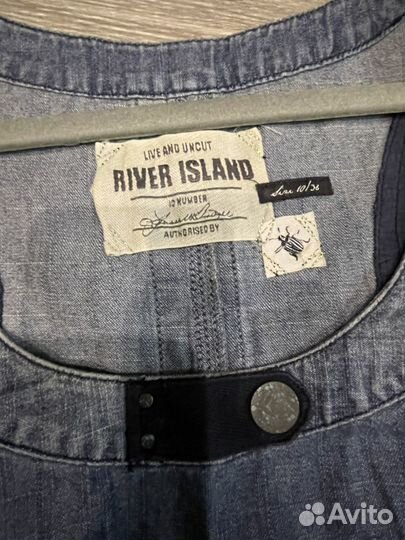 LIVE AND UNCUT
RIVER ISLAND
ID NUMBER
AUTHORISED BY
Size 10/36
Avito